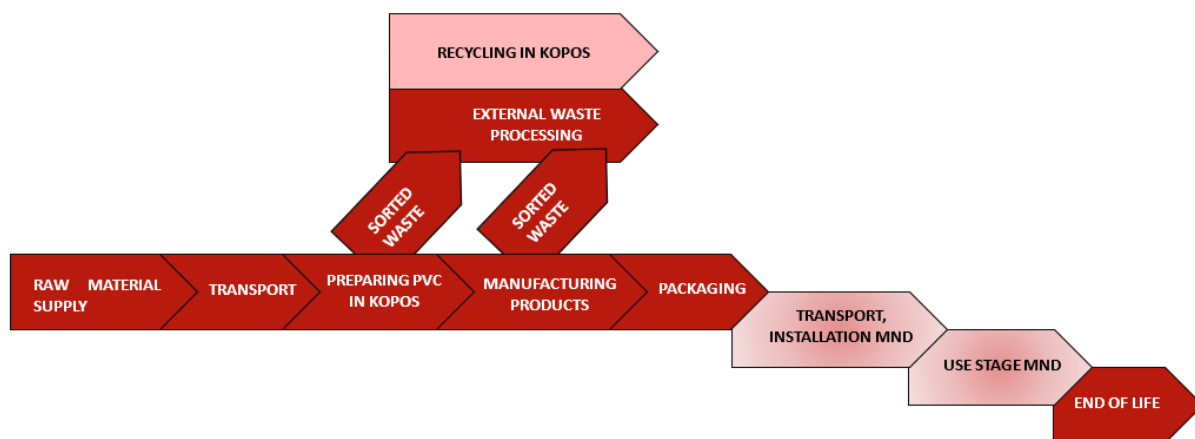 RECYCLING IN KOPOS
EXTERNAL WASTE
PROCESSING
SORTED
WASTE
SORTED
WASTE
RAW MATERIAL
SUPPLY
TRANSPORT
PREPARING PVC
IN KOPOS
MANUFACTURING
PRODUCTS
PACKAGING
TRANSPORT,
INSTALLATION MND
USE STAGE MND
END OF LIFE